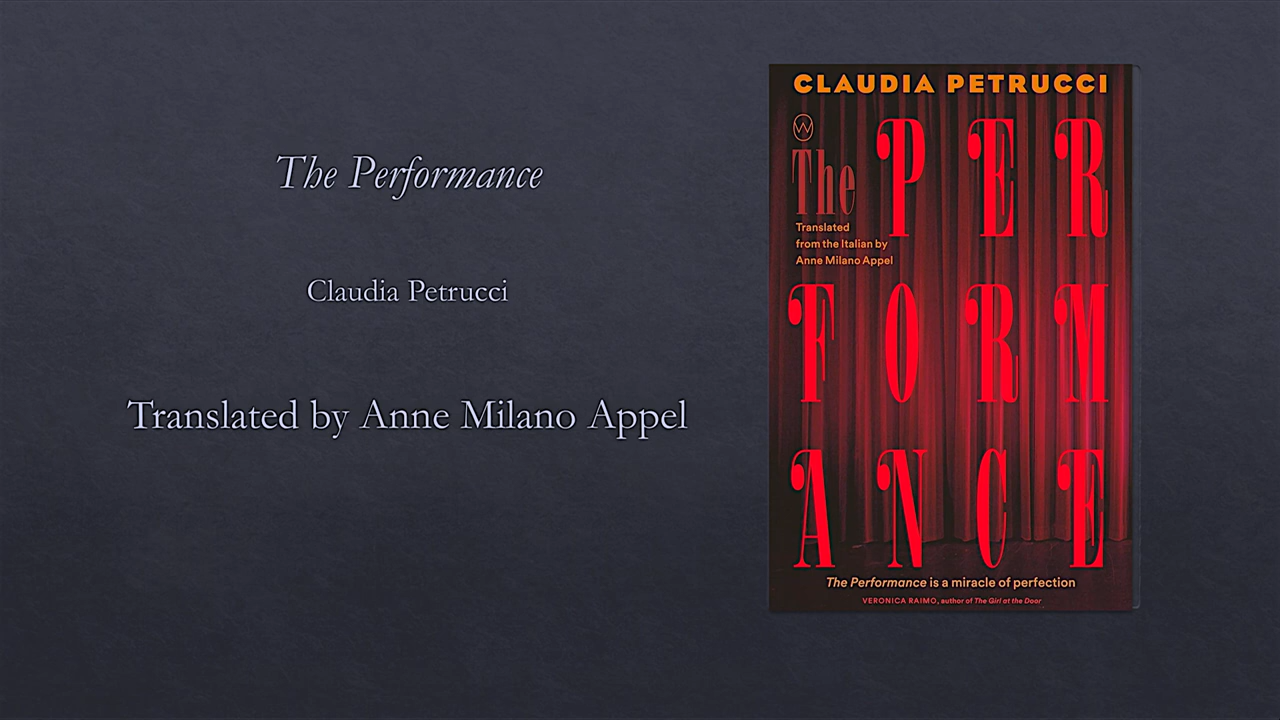 The Performance
Claudia Petrucci
Translated by Anne Milano Appel
CLAUDIA PETRUCCI
W
The PER
Translated
from the Italian by
Anne Milano Appel
FORM
ANCE
The Performance is a miracle of perfection
VERONICA RAIMO, author of The Girl at the Door